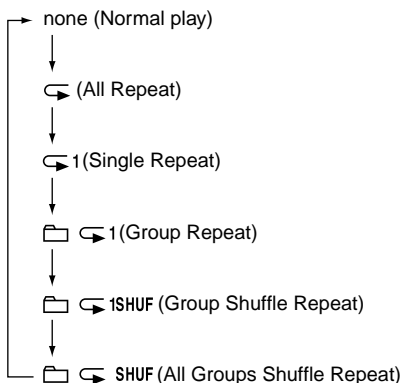 none (Normal play)
(All Repeat)
1 (Single Repeat)
1 (Group Repeat)
1SHUF (Group Shuffle Repeat)
SHUF (All Groups Shuffle Repeat)